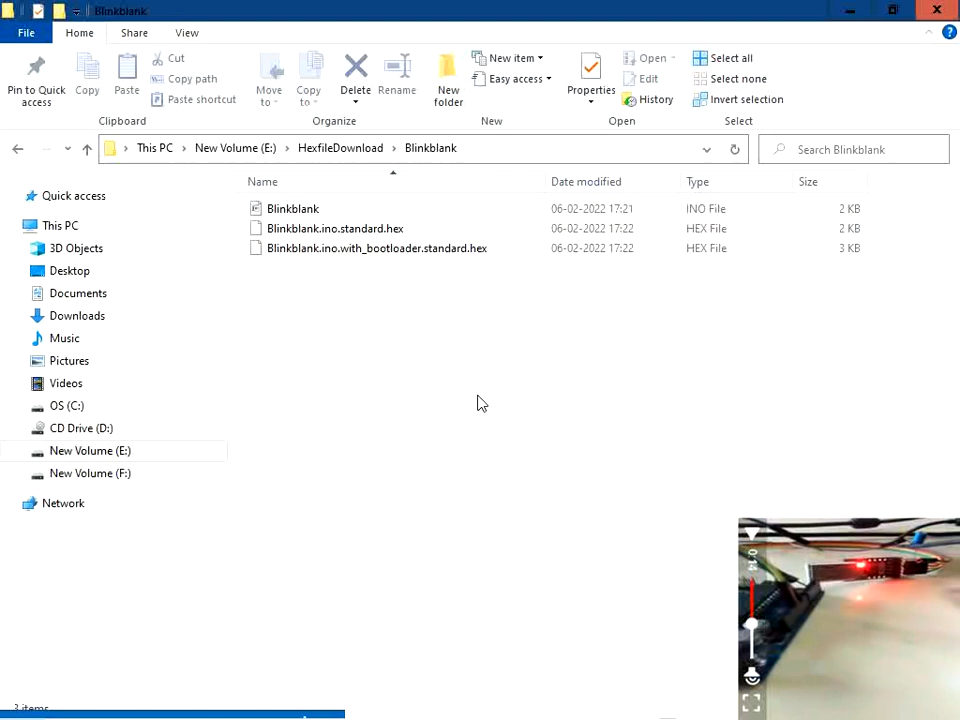 Blinkblank
File Home Share View
Pin to Quick access
Copy
Paste
Cut
Copy path
Paste shortcut
Clipboard
Move to
Copy to
Delete
Rename
Organize
New folder
New item
Easy access
New
Properties
Open
Edit
History
Open
Select all
Select none
Invert selection
Select
This PC > New Volume (E:) > HexfileDownload > Blinkblank
Search Blinkblank
Name Date modified Type Size
Blinkblank 06-02-2022 17:21 INO File 2 KB
Blinkblank.ino.standard.hex 06-02-2022 17:22 HEX File 2 KB
Blinkblank.ino.with_bootloader.standard.hex 06-02-2022 17:22 HEX File 3 KB
Quick access
This PC
3D Objects
Desktop
Documents
Downloads
Music
Pictures
Videos
OS (C:)
CD Drive (D:)
New Volume (E:)
New Volume (F:)
Network
3 items
0:14